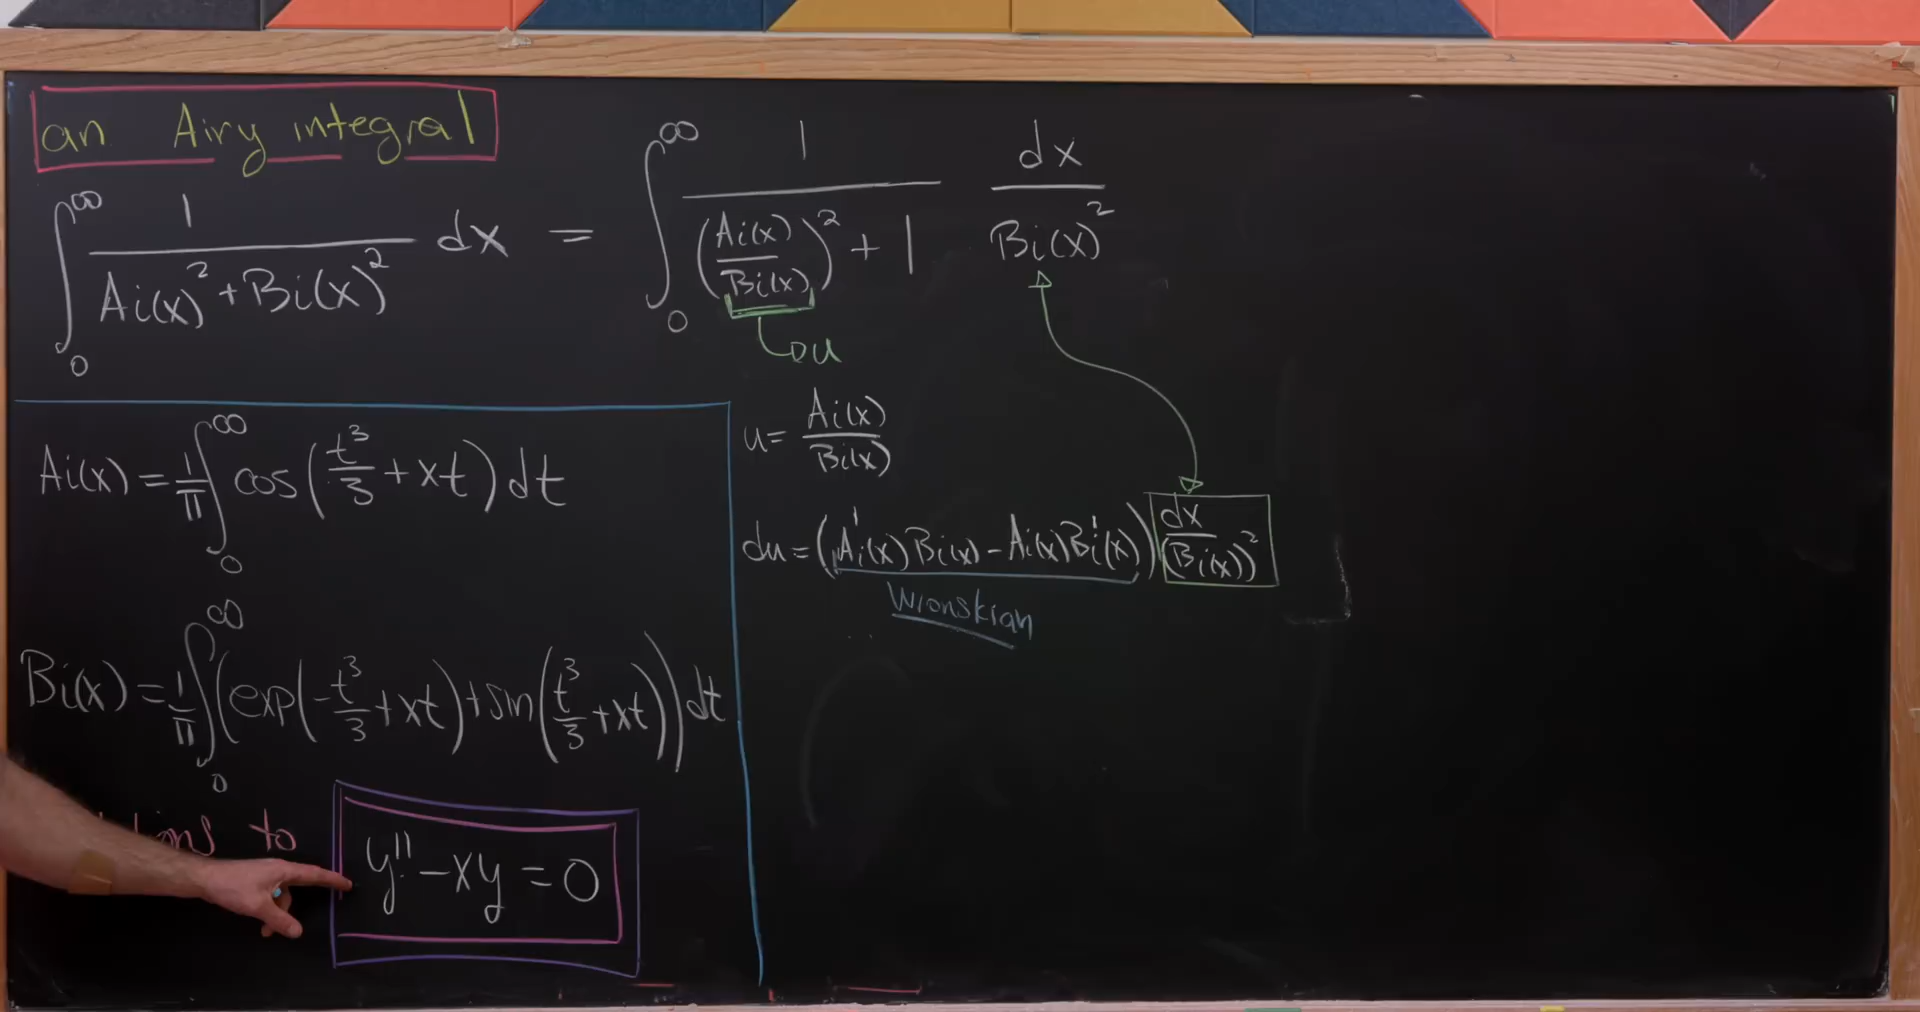 an Airy integral
∫₀^∞ 1/(Ai(x)²+Bi(x)²) dx = ∫₀^∞ 1/((Ai(x)/Bi(x))²+1) dx/Bi(x)²
u
u = Ai(x)/Bi(x)
du = (Ai'(x)Bi(x) - Ai(x)Bi'(x)) dx/(Bi(x))²
Wronskian
Ai(x) = 1/π ∫₀^∞ cos(t³/3 + xt) dt
Bi(x) = 1/π ∫₀^∞ (exp(-t³/3 + xt) + sin(t³/3 + xt)) dt
to
y'' - xy = 0